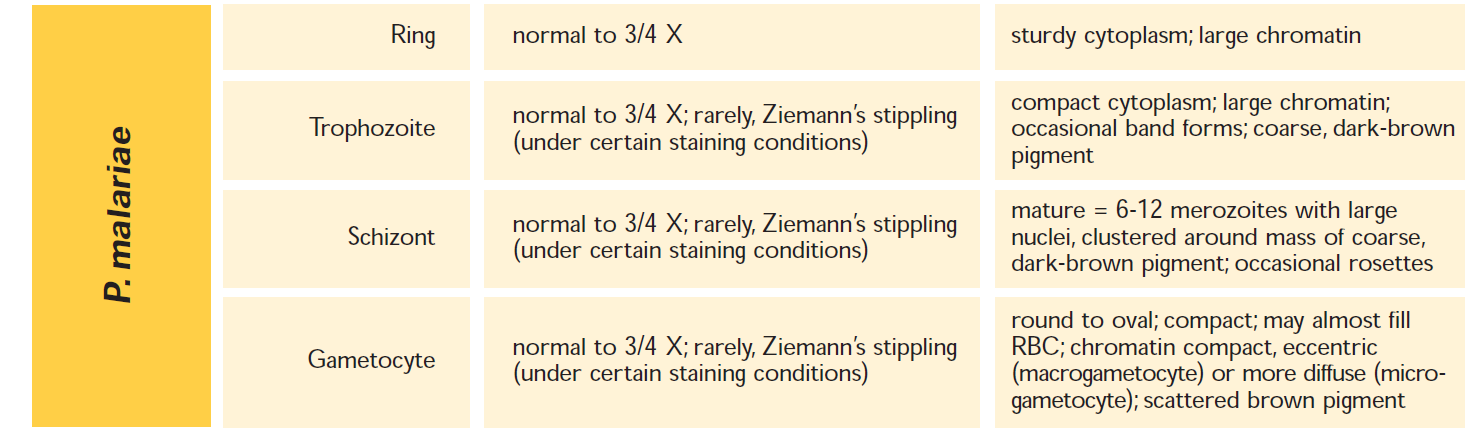 P. malariae
Ring
normal to 3/4 X
sturdy cytoplasm; large chromatin
Trophozoite
normal to 3/4 X; rarely, Ziemann's stippling
(under certain staining conditions)
compact cytoplasm; large chromatin;
occasional band forms; coarse, dark-brown
pigment
Schizont
normal to 3/4 X; rarely, Ziemann's stippling
(under certain staining conditions)
mature = 6-12 merozoites with large
nuclei, clustered around mass of coarse,
dark-brown pigment; occasional rosettes
Gametocyte
normal to 3/4 X; rarely, Ziemann's stippling
(under certain staining conditions)
round to oval; compact; may almost fill
RBC; chromatin compact, eccentric
(macrogametocyte) or more diffuse (micro-
gametocyte); scattered brown pigment